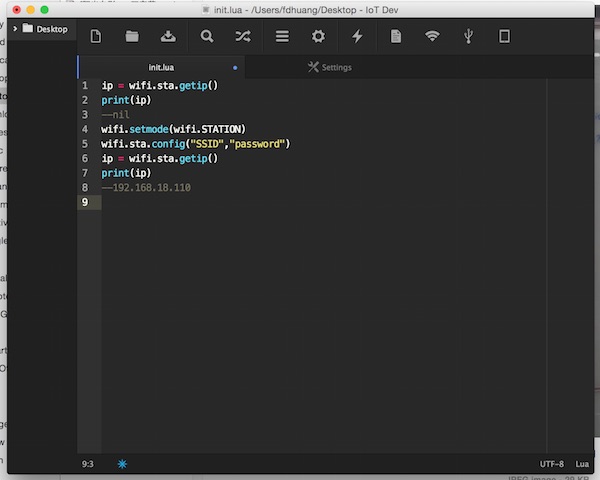 init.lua - /Users/fdhuang/Desktop - IoT Dev
Desktop
init.lua
Settings
1 ip = wifi.sta.getip()
2 print(ip)
3 --nil
4 wifi.setmode(wifi.STATION)
5 wifi.sta.config("SSID","password")
6 ip = wifi.sta.getip()
7 print(ip)
8 --192.168.18.110
9
9:3
UTF-8 Lua